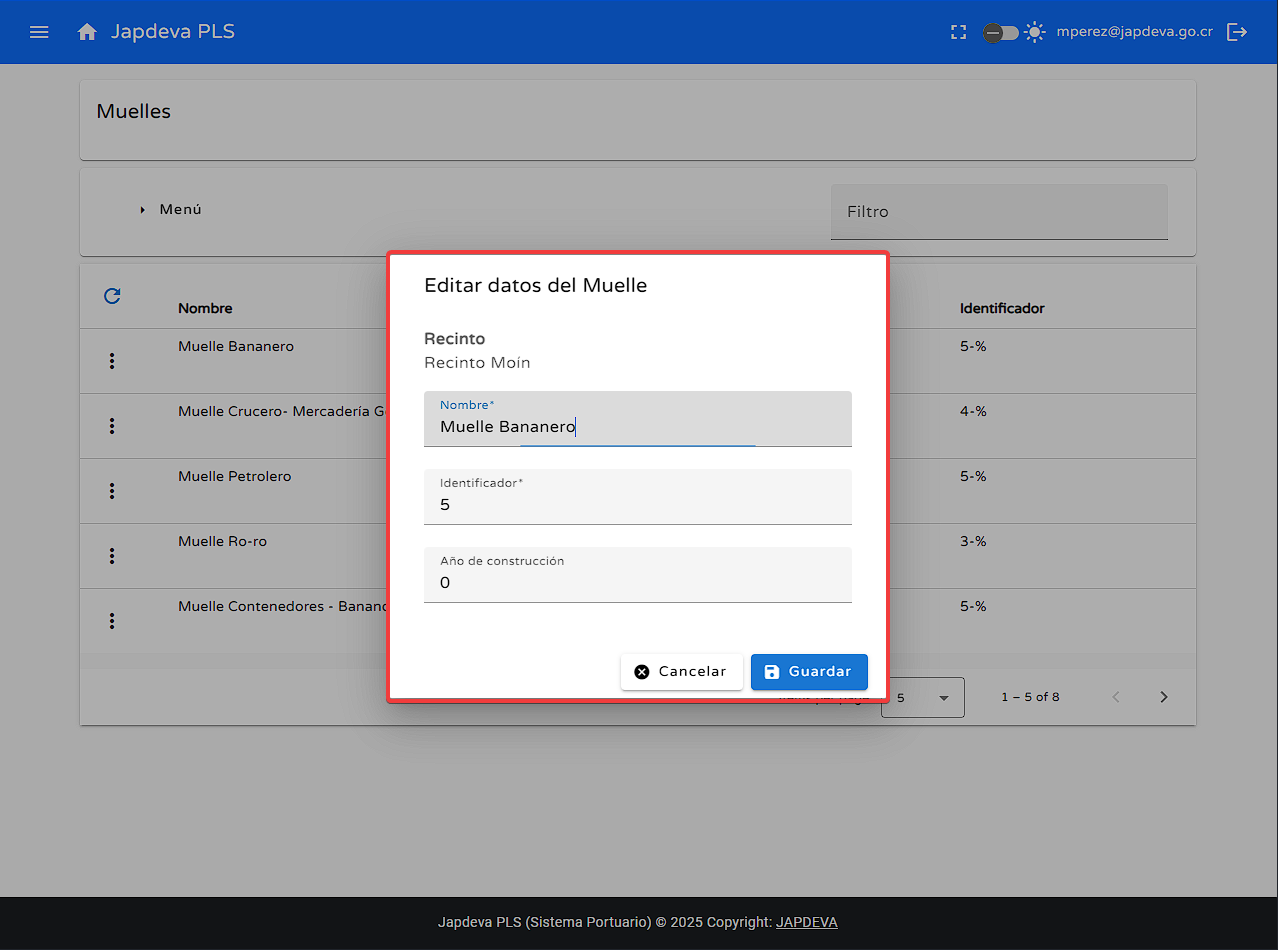 Japdeva PLS
mperez@japdeva.go.cr
Muelles
Menú
Filtro
Nombre
Identificador
Muelle Bananero
5-%
Muelle Crucero- Mercadería
4-%
Muelle Petrolero
5-%
Muelle Ro-ro
3-%
Muelle Contenedores -
5-%
Editar datos del Muelle
Recinto
Recinto Moín
Nombre*
Muelle Bananero
Identificador*
5
Año de construcción
0
Cancelar
Guardar
5
1 – 5 of 8
Japdeva PLS (Sistema Portuario) © 2025 Copyright: JAPDEVA